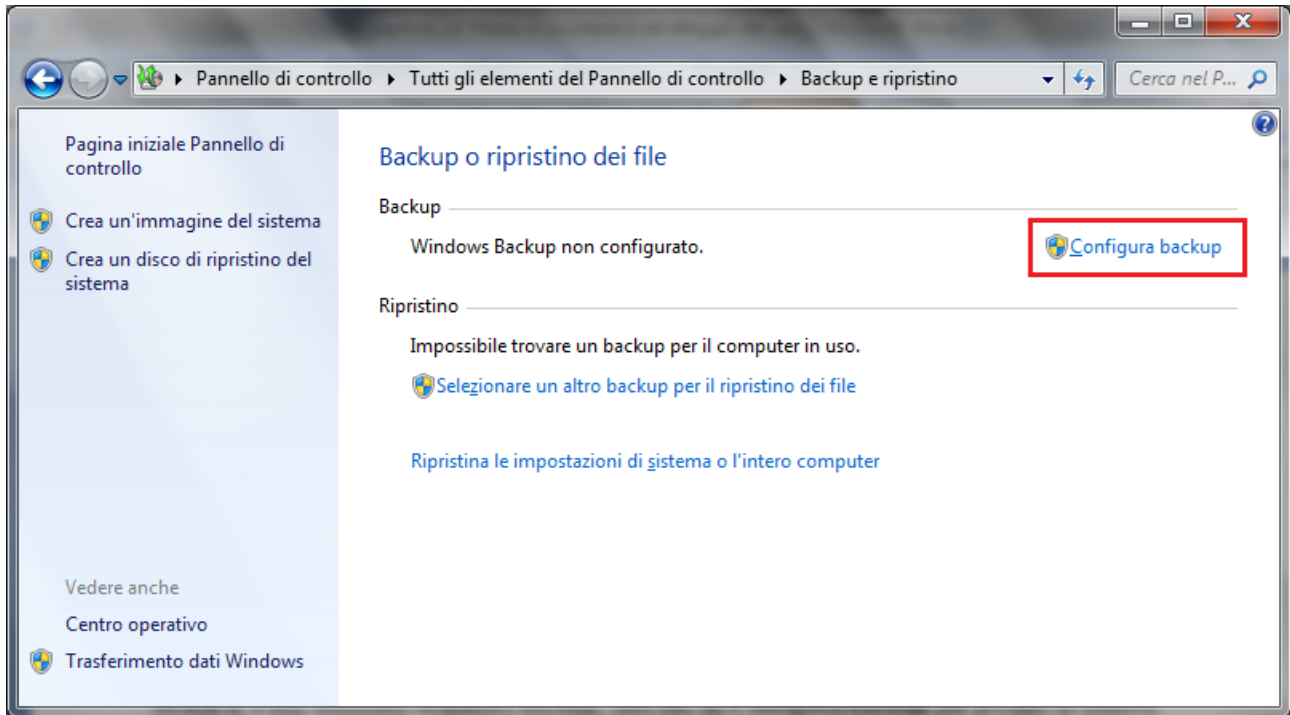 Pannello di controllo Tutti gli elementi del Pannello di controllo Backup e ripristino
Cerca nel P...
Pagina iniziale Pannello di
controllo
Crea un'immagine del sistema
Crea un disco di ripristino del
sistema
Vedere anche
Centro operativo
Trasferimento dati Windows
Backup o ripristino dei file
Backup
Windows Backup non configurato.
Configura backup
Ripristino
Impossibile trovare un backup per il computer in uso.
Selezionare un altro backup per il ripristino dei file
Ripristina le impostazioni di sistema o l'intero computer